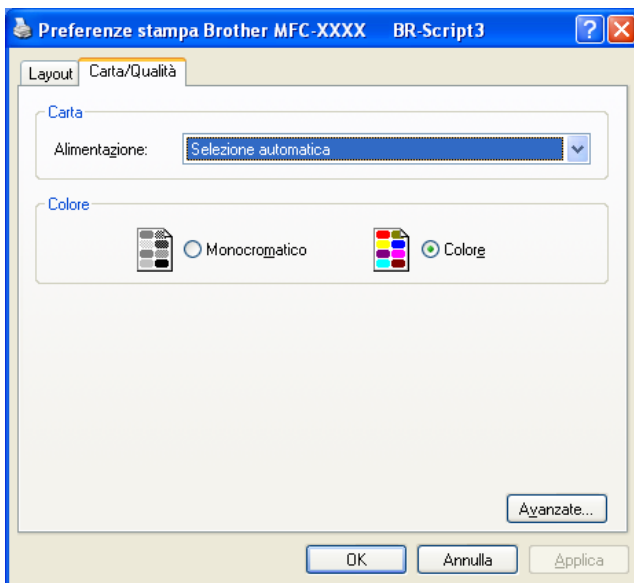 Preferenze stampa Brother MFC-XXXX BR-Script3
Layout Carta/Qualità
Carta
Alimentazione: Selezione automatica
Colore
Monocromatico Colore
Avanzate...
OK Annulla Applica